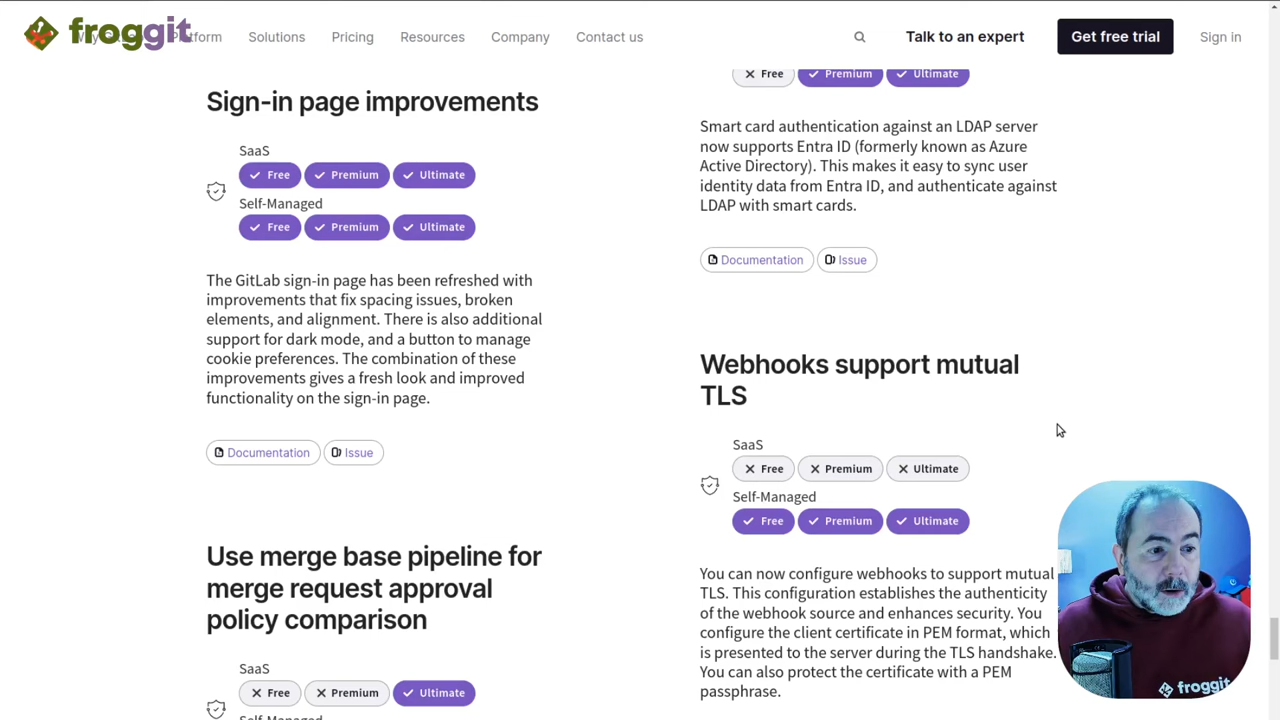 froggit
Platform
Solutions
Pricing
Resources
Company
Contact us
Talk to an expert
Get free trial
Sign in
Sign-in page improvements
SaaS
Free Premium Ultimate
Self-Managed
Free Premium Ultimate
The GitLab sign-in page has been refreshed with
improvements that fix spacing issues, broken
elements, and alignment. There is also additional
support for dark mode, and a button to manage
cookie preferences. The combination of these
improvements gives a fresh look and improved
functionality on the sign-in page.
Documentation Issue
Use merge base pipeline for
merge request approval
policy comparison
SaaS
Free Premium Ultimate
Self-Managed
Free Premium Ultimate
Smart card authentication against an LDAP server
now supports Entra ID (formerly known as Azure
Active Directory). This makes it easy to sync user
identity data from Entra ID, and authenticate against
LDAP with smart cards.
Documentation Issue
Webhooks support mutual
TLS
SaaS
Free Premium Ultimate
Self-Managed
Free Premium Ultimate
You can now configure webhooks to support mutual
TLS. This configuration establishes the authenticity
of the webhook source and enhances security. You
configure the client certificate in PEM format, which
is presented to the server during the TLS handshake.
You can also protect the certificate with a PEM
passphrase.
froggit